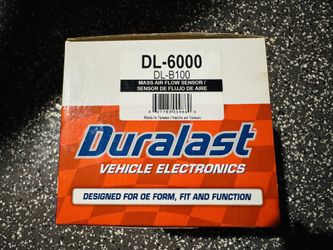 DL-6000
DL-B100
MASS AIR FLOW SENSOR /
SENSOR DE FLUJO DE AIRE
Made in Taiwan / Hecho en Taiwan
Duralast
VEHICLE ELECTRONICS
DESIGNED FOR OE FORM, FIT AND FUNCTION